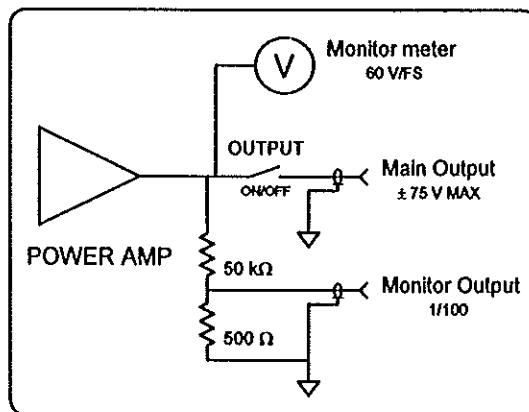 Monitor meter
60 V/FS
V
OUTPUT
ON/OFF
Main Output
± 75 V MAX
POWER AMP
50 kΩ
Monitor Output
1/100
500 Ω